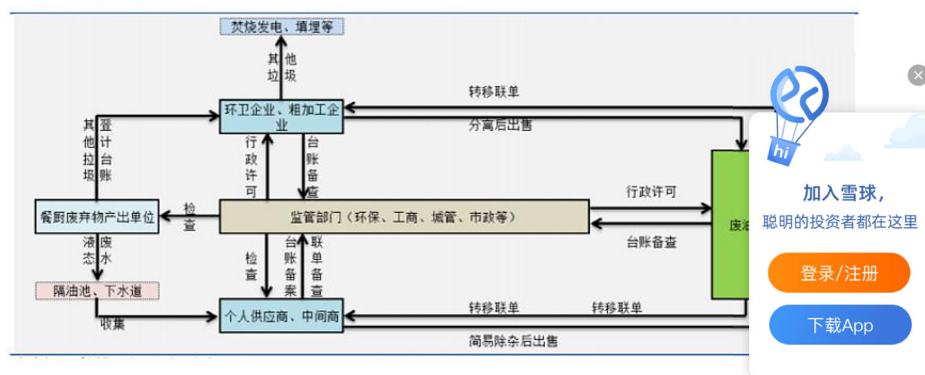 焚烧发电、填埋等
其他
垃圾
转移联单
环卫企业、粗加工企
业
分离后出售
其他拉圾
登计台账
行政许可
台账备查
行政许可
检查
餐厨废弃物产出单位
监管部门（环保、工商、城管、市政等）
废油
台账备查
液态
废水
检查
台账备案
联单备查
隔油池、下水道
收集
个人供应商、中间商
转移联单
转移联单
简易除杂后出售
hi
加入雪球，
聪明的投资者都在这里
登录/注册
下载App